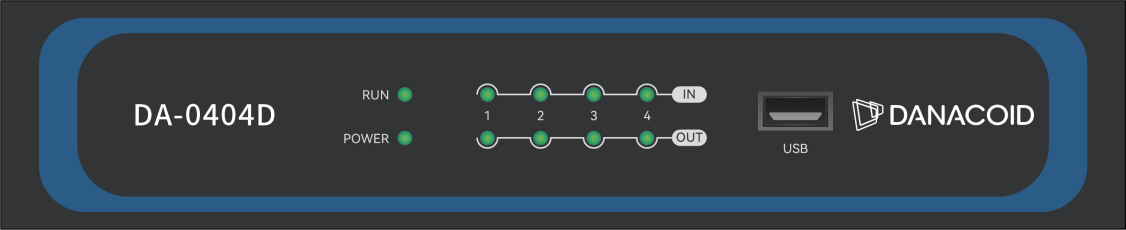 DA-0404D
RUN
POWER
IN
1 2 3 4
OUT
USB
DANACOID